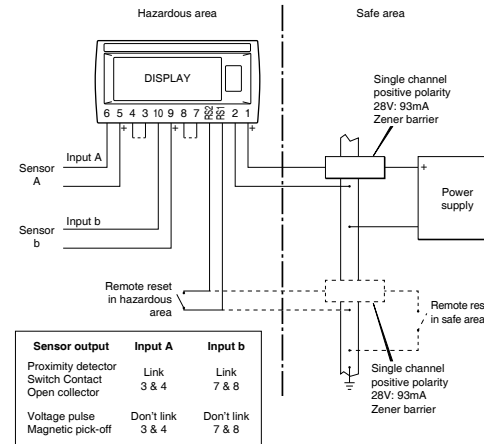 Hazardous area
Safe area
DISPLAY
6 5 4 3 10 9 8 7 RS2 RS1 2 1
+ + +
Single channel
positive polarity
28V: 93mA
Zener barrier
Sensor
A
Input A
Sensor
b
Input b
+
Power
supply
Remote reset
in hazardous
area
Remote res
in safe area
Single channel
positive polarity
28V: 93mA
Zener barrier
Sensor output Input A Input b
Proximity detector Link Link
Switch Contact 3 & 4 7 & 8
Open collector
Voltage pulse Don't link Don't link
Magnetic pick-off 3 & 4 7 & 8